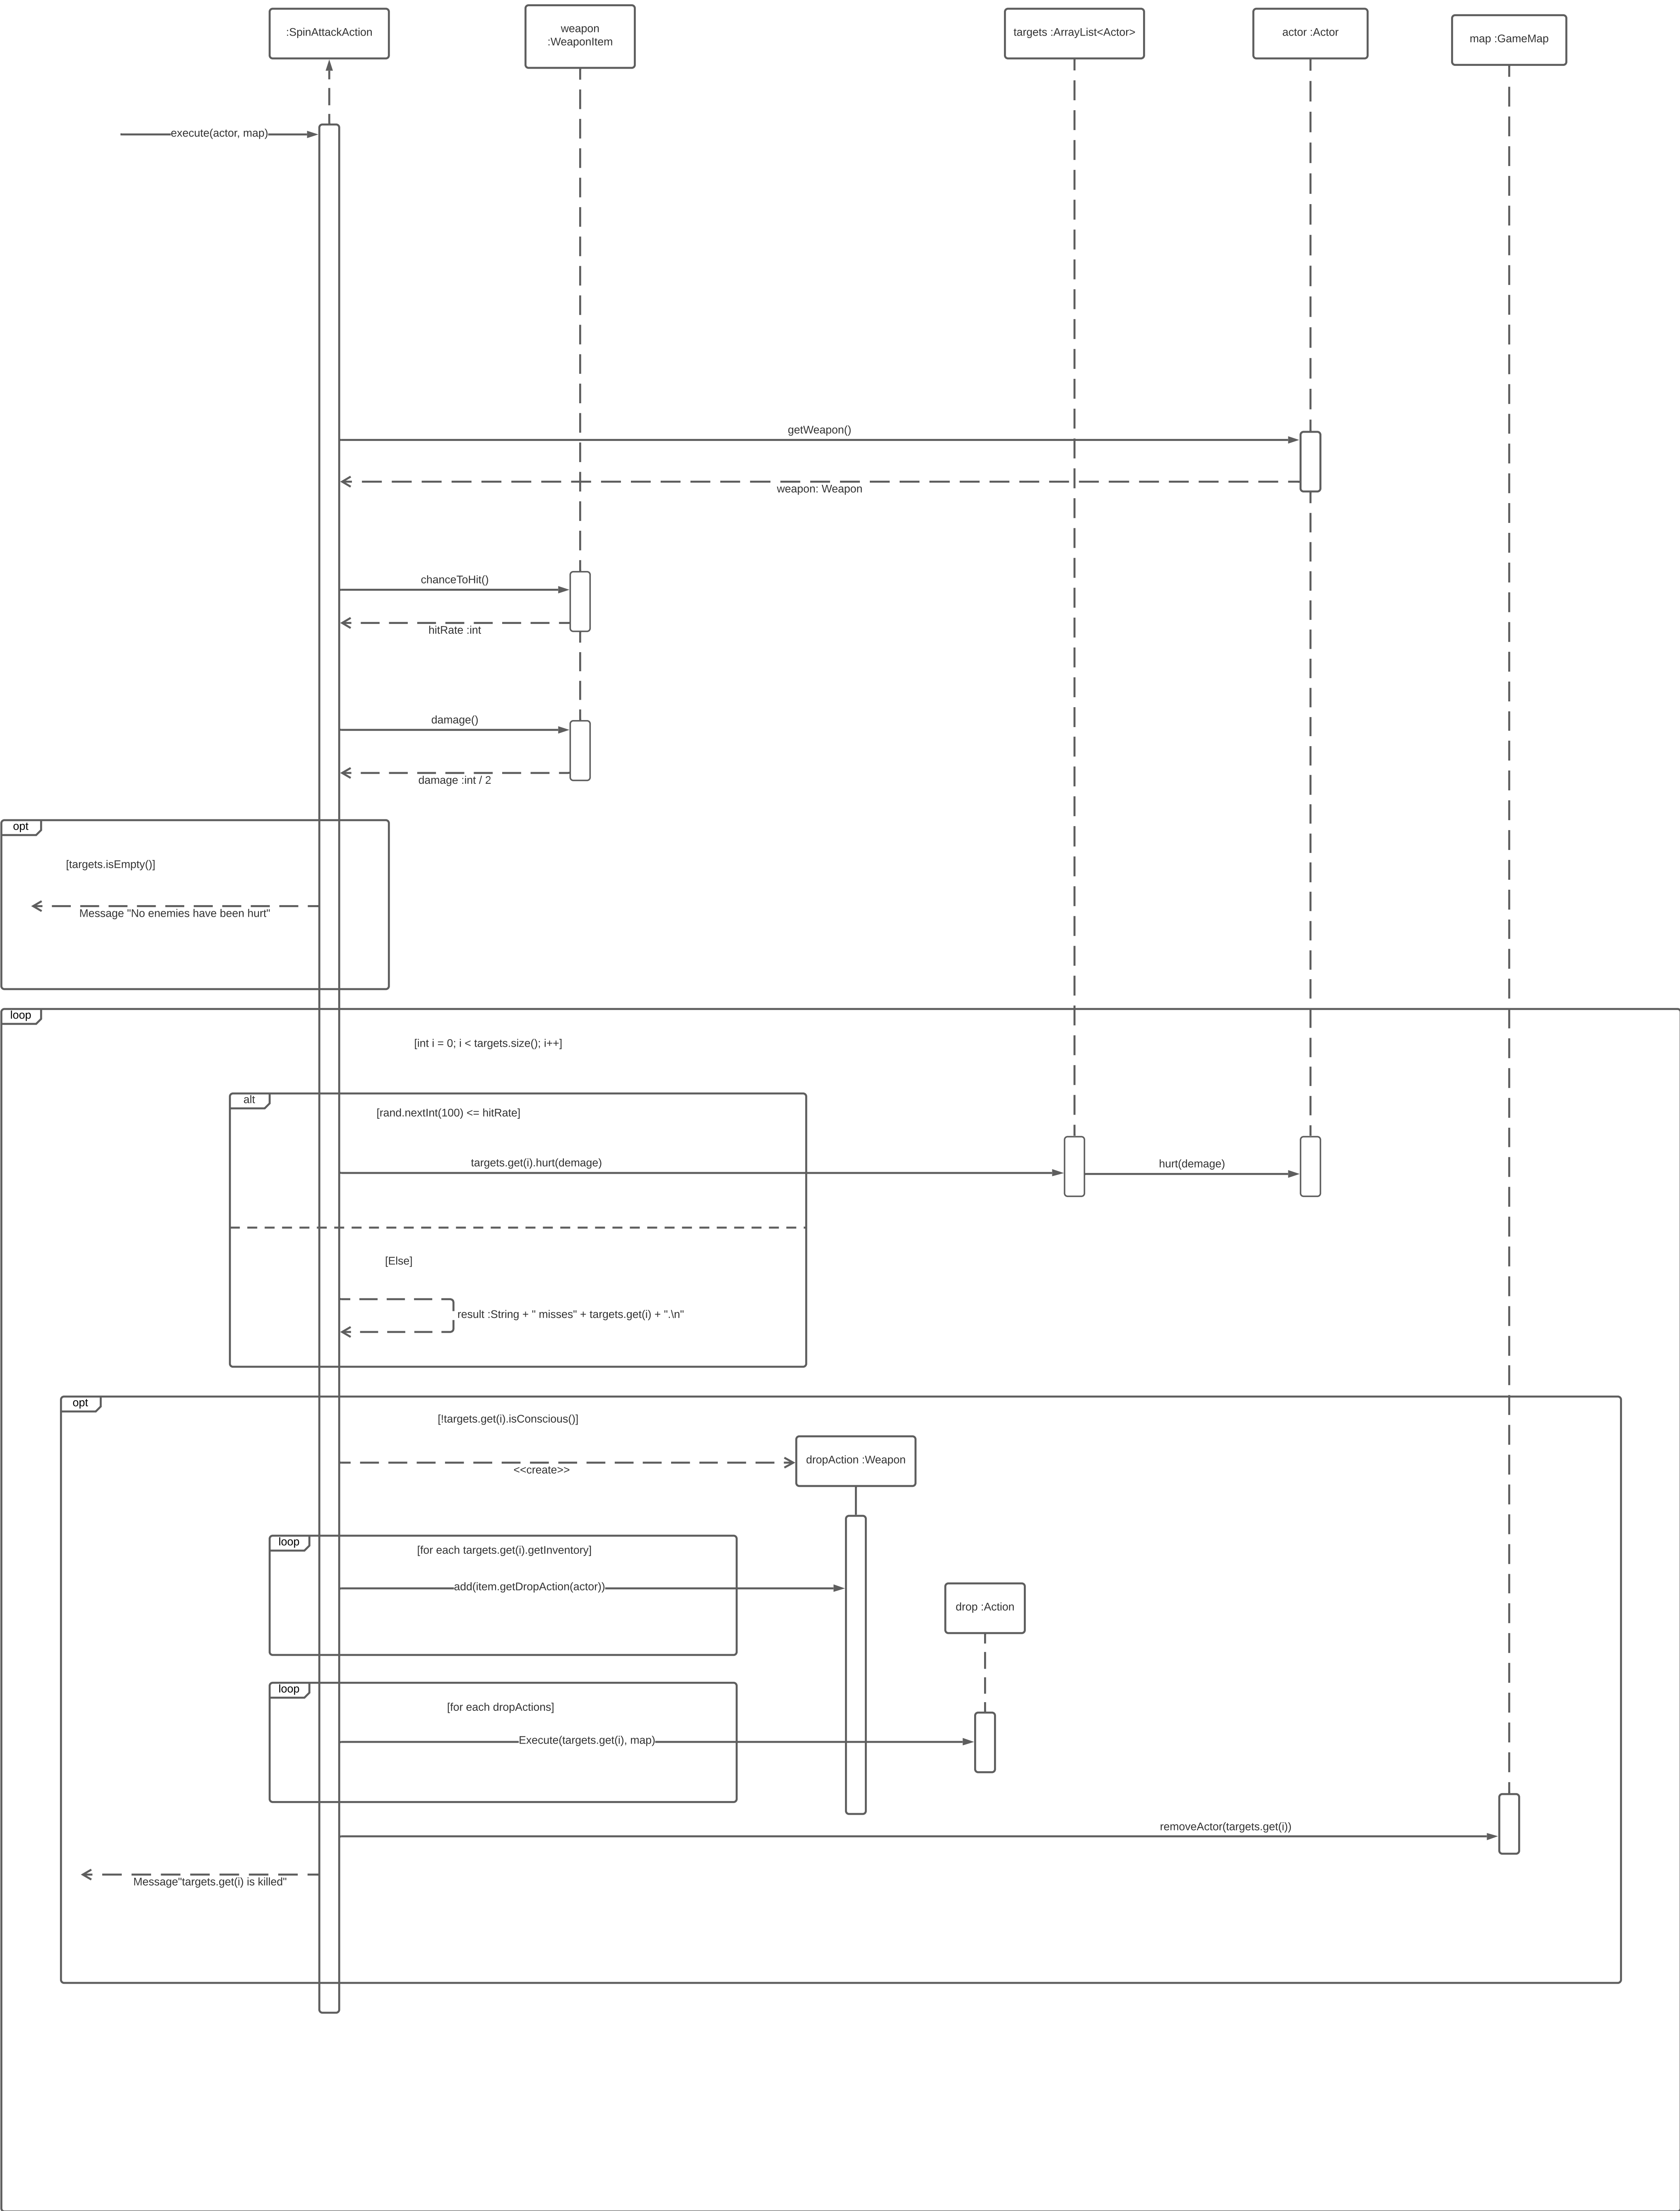 :SpinAttackAction
weapon
:WeaponItem
targets :ArrayList<Actor>
actor :Actor
map :GameMap
execute(actor, map)
getWeapon()
weapon: Weapon
chanceToHit()
hitRate :int
damage()
damage :int / 2
opt
[targets.isEmpty()]
Message "No enemies have been hurt"
loop
[int i = 0; i < targets.size(); i++]
alt
[rand.nextInt(100) <= hitRate]
targets.get(i).hurt(demage)
hurt(demage)
[Else]
result :String + " misses" + targets.get(i) + ".\n"
opt
[!targets.get(i).isConscious()]
dropAction :Weapon
<<create>>
loop
[for each targets.get(i).getInventory]
add(item.getDropAction(actor))
drop :Action
loop
[for each dropActions]
Execute(targets.get(i), map)
removeActor(targets.get(i))
Message"targets.get(i) is killed"